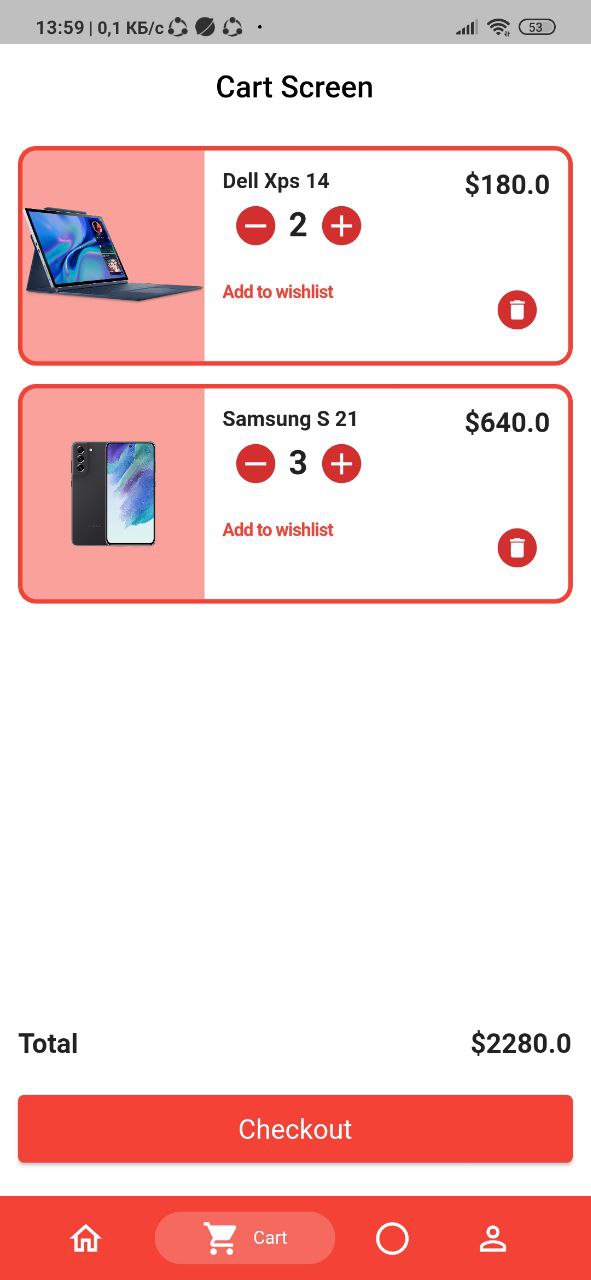 13:59 | 0,1 КБ/с
53
Cart Screen
Dell Xps 14
$180.0
2
Add to wishlist
Samsung S 21
$640.0
3
Add to wishlist
Total
$2280.0
Checkout
Cart